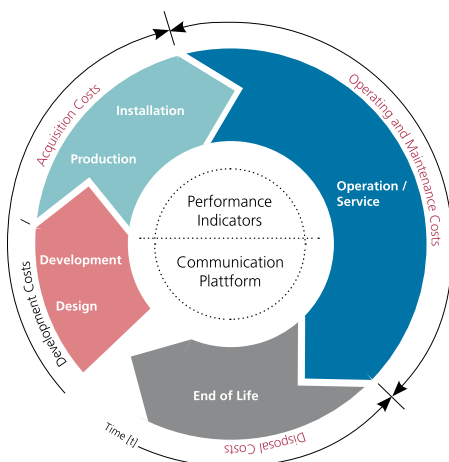 Acquisition Costs
Installation
Production
Operating and Maintenance Costs
Operation /
Service
Performance
Indicators
Communication
Plattform
Development
Design
Development Costs
End of Life
Disposal Costs
Time [t]